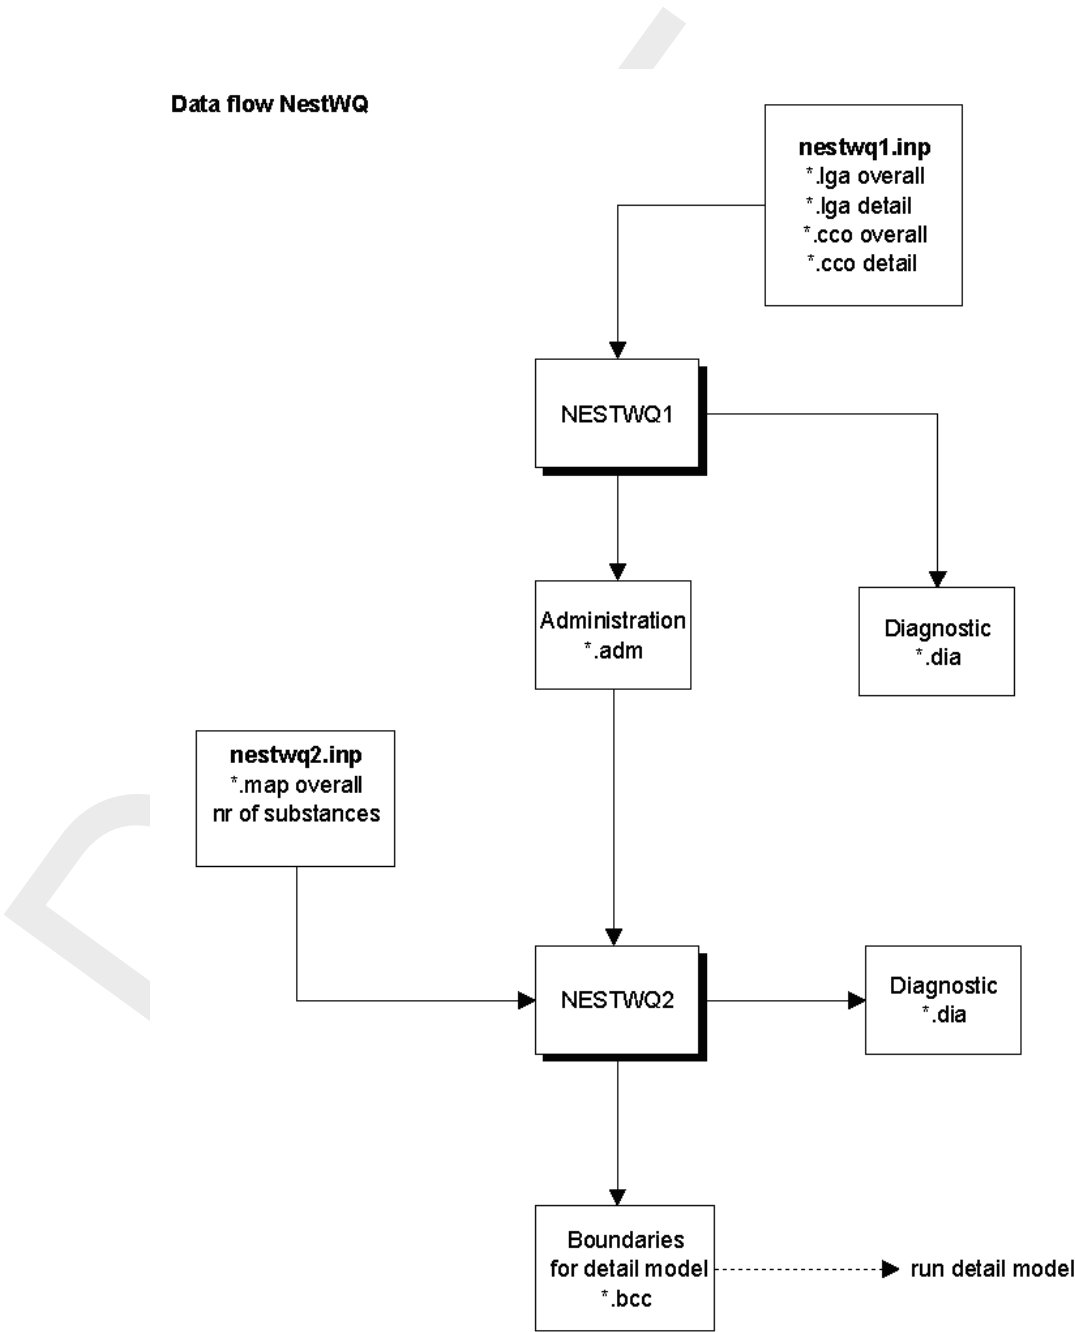 Data flow NestWQ
nestwq1.inp
*.lga overall
*.lga detail
*.cco overall
*.cco detail
NESTWQ1
Administration
*.adm
Diagnostic
*.dia
nestwq2.inp
*.map overall
nr of substances
NESTWQ2
Diagnostic
*.dia
Boundaries
for detail model
*.bcc
run detail model